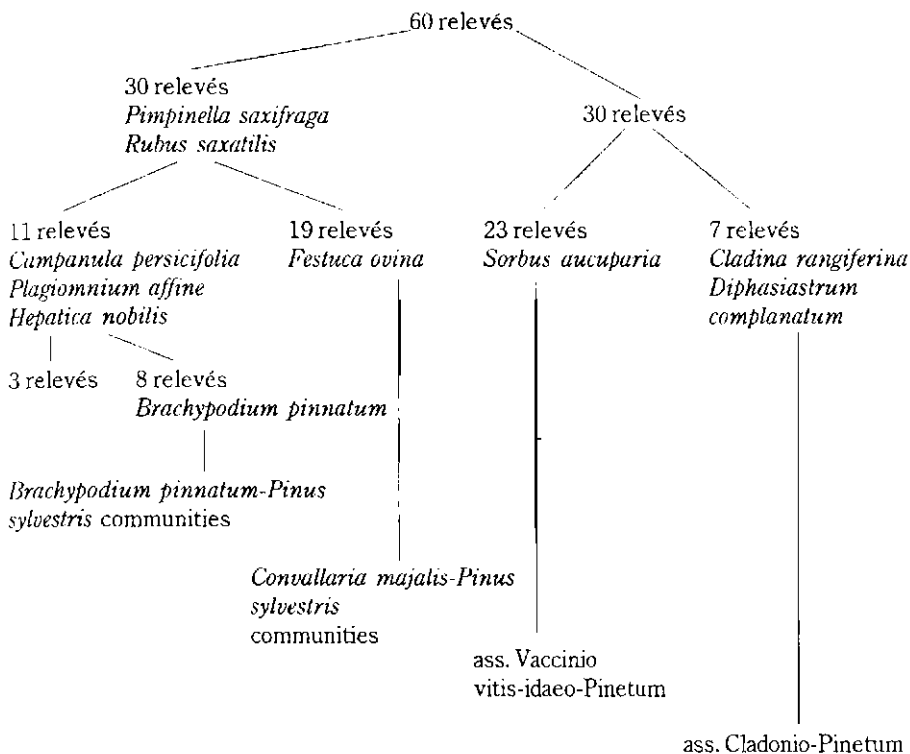 60 relevés
30 relevés
Pimpinella saxifraga
Rubus saxatilis
30 relevés
11 relevés
Campanula persicifolia
Plagiomnium affine
Hepatica nobilis
19 relevés
Festuca ovina
23 relevés
Sorbus aucuparia
7 relevés
Cladina rangiferina
Diphasiastrum
complanatum
3 relevés
8 relevés
Brachypodium pinnatum
Brachypodium pinnatum-Pinus
sylvestris communities
Convallaria majalis-Pinus
sylvestris
communities
ass. Vaccinio
vitis-idaeo-Pinetum
ass. Cladonio-Pinetum